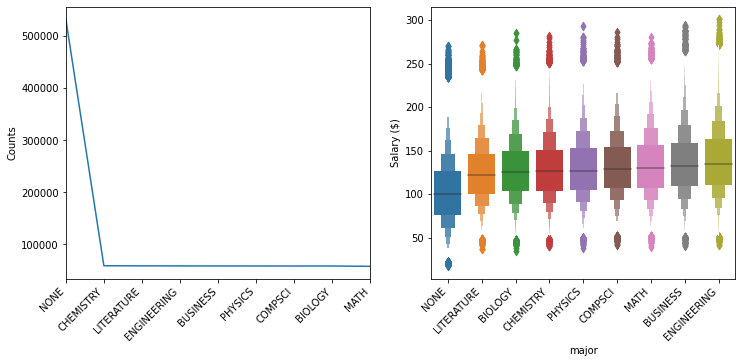 500000
400000
300000
200000
100000
Counts
NONE
CHEMISTRY
LITERATURE
ENGINEERING
BUSINESS
PHYSICS
COMPSCI
BIOLOGY
MATH
300
250
200
150
100
50
Salary ($)
NONE
LITERATURE
BIOLOGY
CHEMISTRY
PHYSICS
COMPSCI
MATH
BUSINESS
ENGINEERING
major